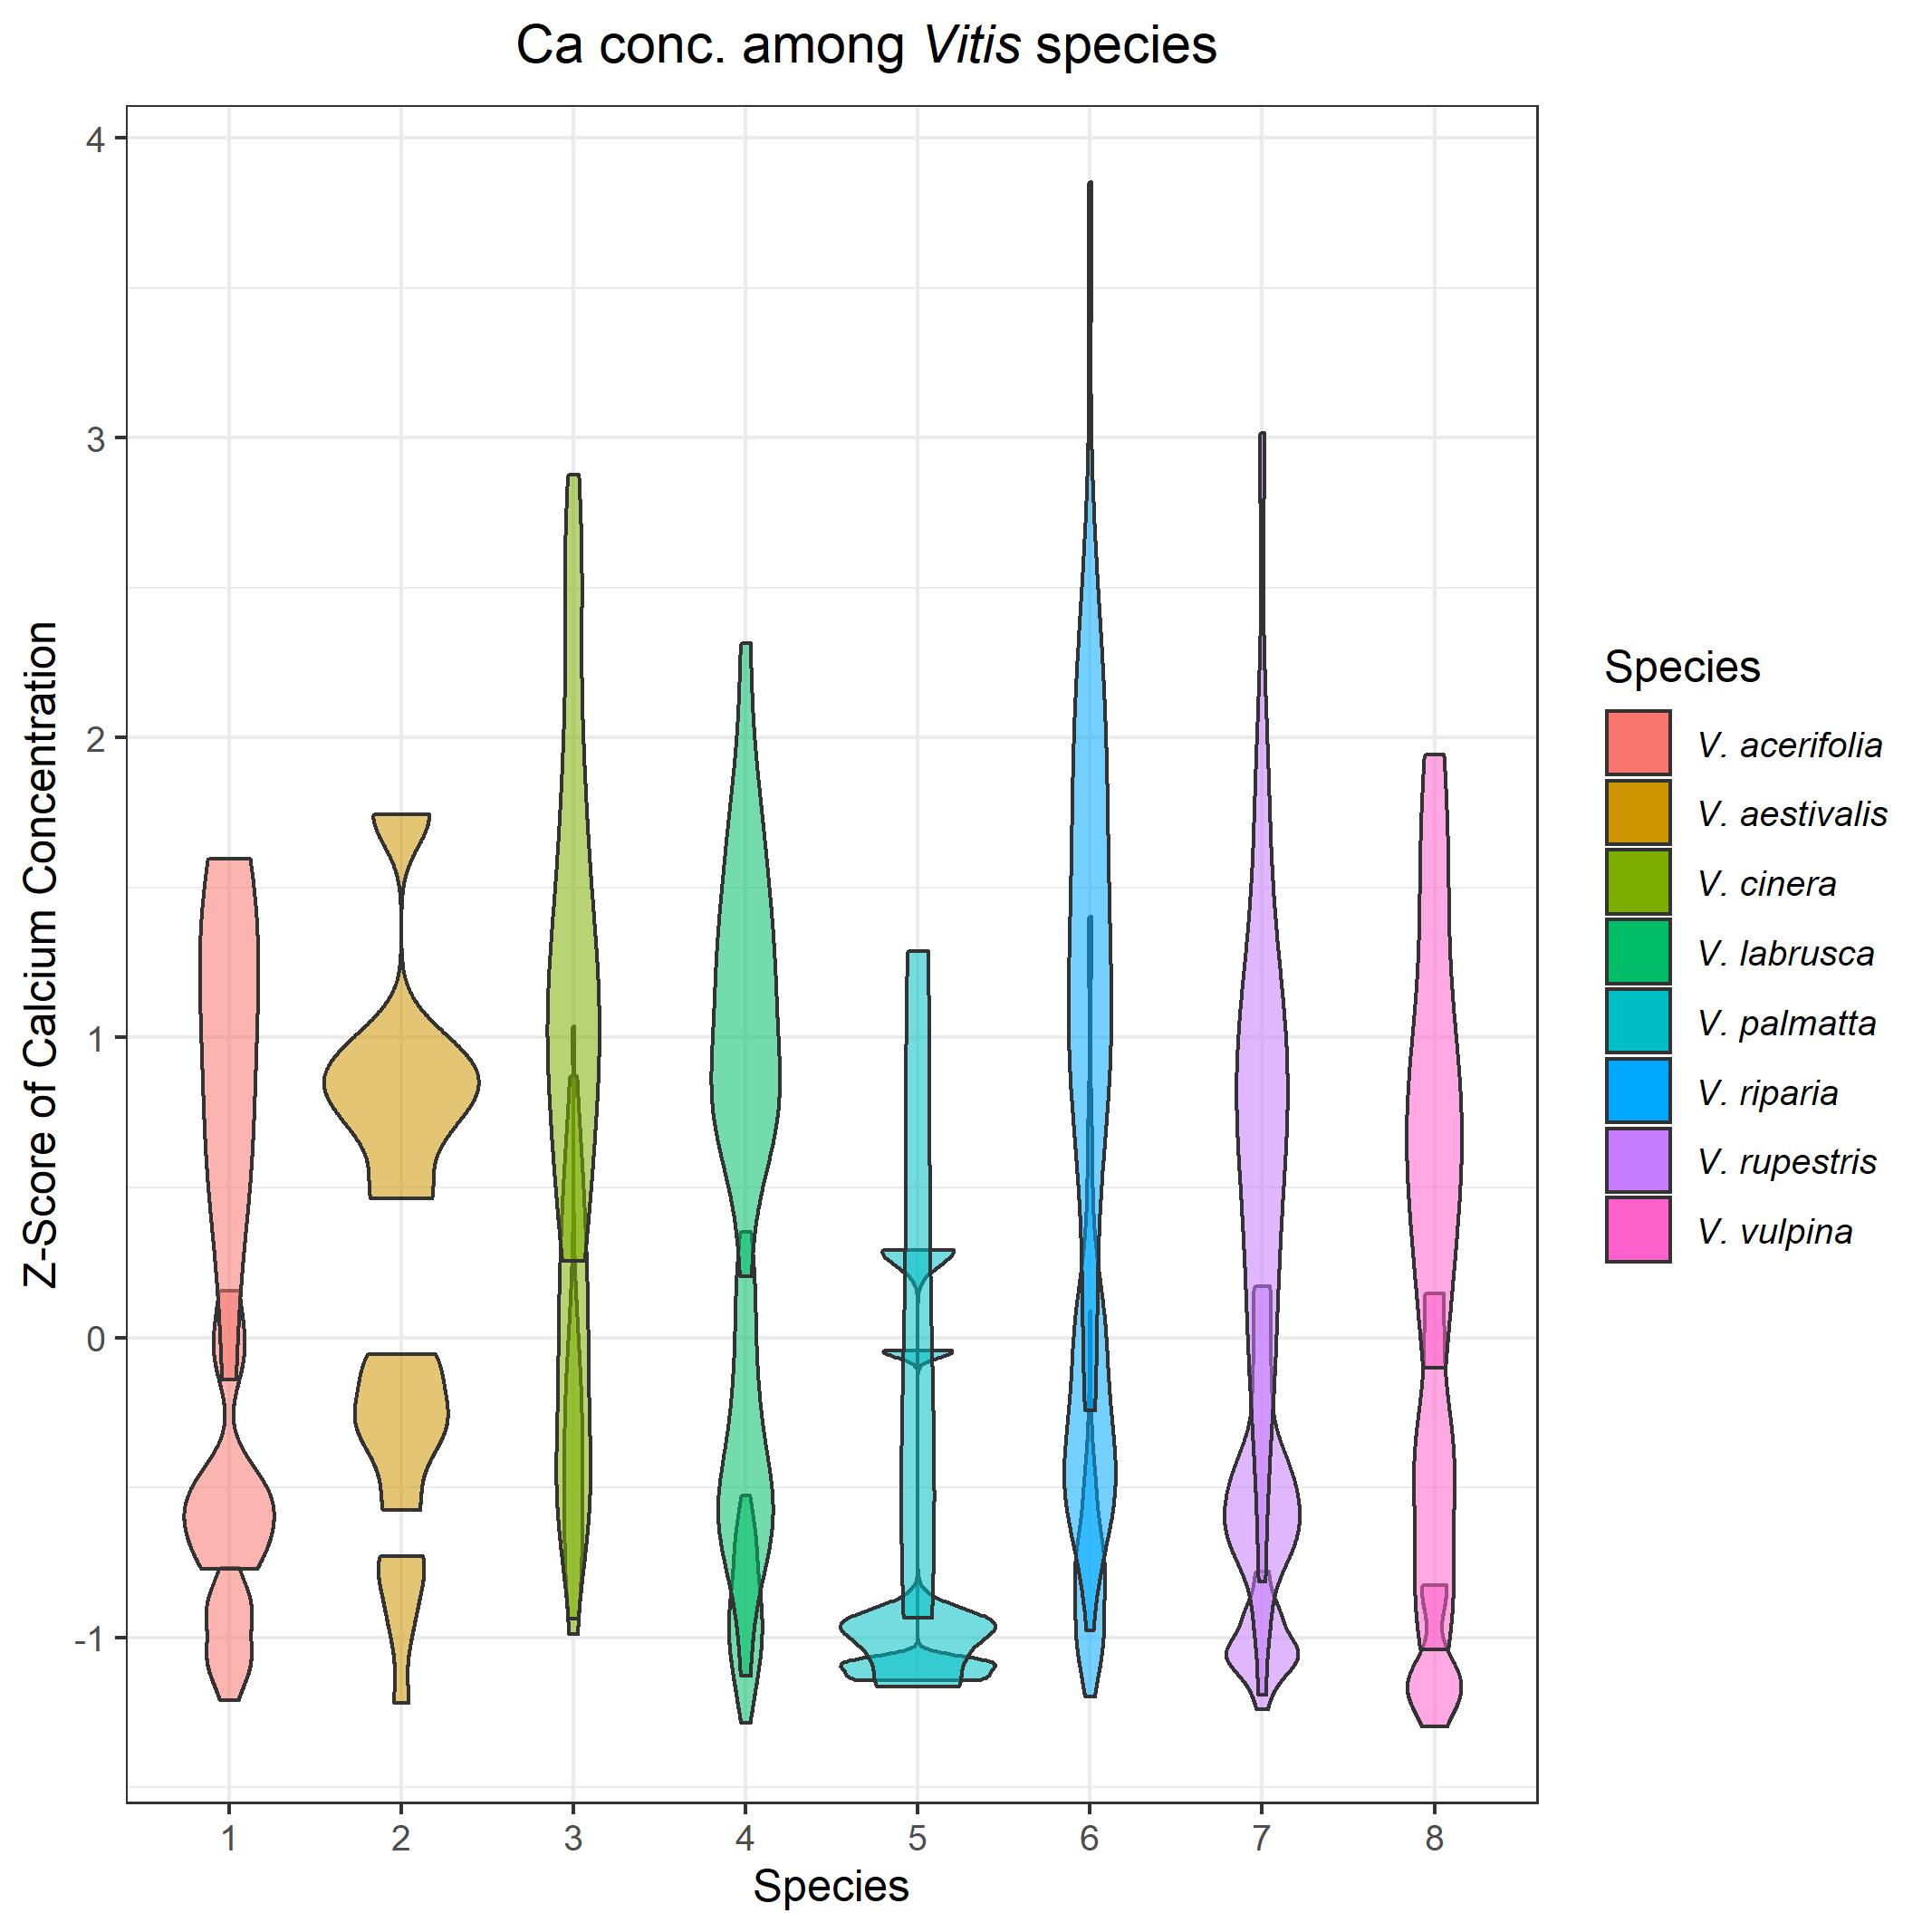 Ca conc. among Vitis species
Z-Score of Calcium Concentration
4
3
2
1
0
-1
1 2 3 4 5 6 7 8
Species
Species
V. acerifolia
V. aestivalis
V. cinera
V. labrusca
V. palmatta
V. riparia
V. rupestris
V. vulpina